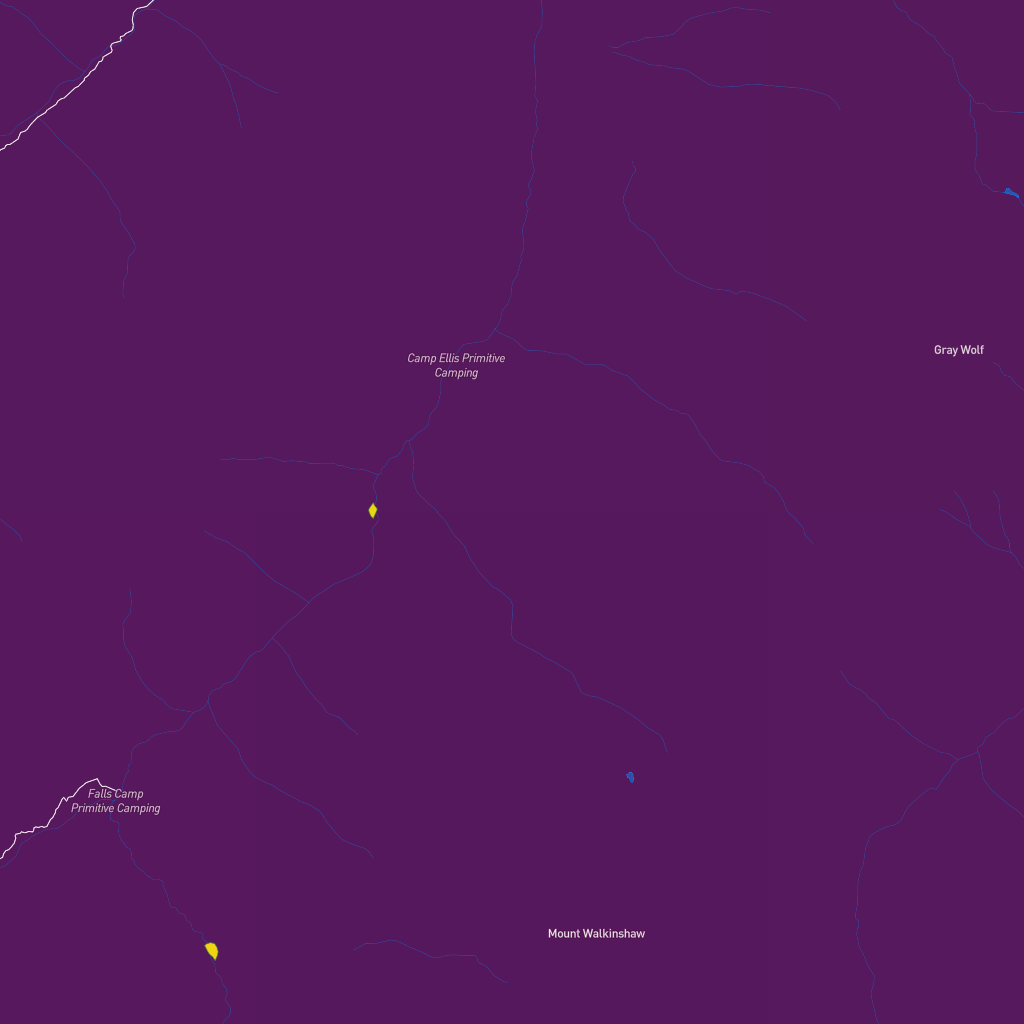 Gray Wolf
Camp Ellis Primitive
Camping
Falls Camp
Primitive Camping
Mount Walkinshaw